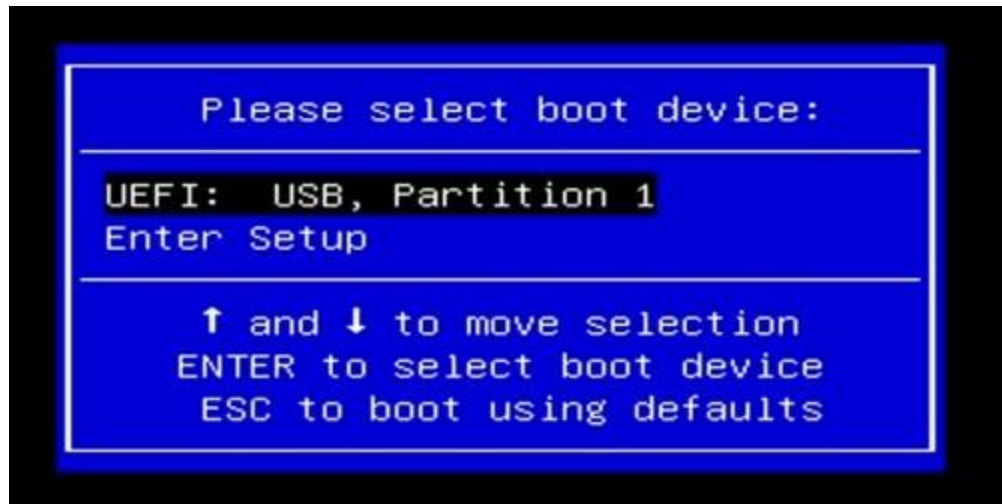 Please select boot device:
UEFI:  USB, Partition 1
Enter Setup
↑ and ↓ to move selection
ENTER to select boot device
ESC to boot using defaults